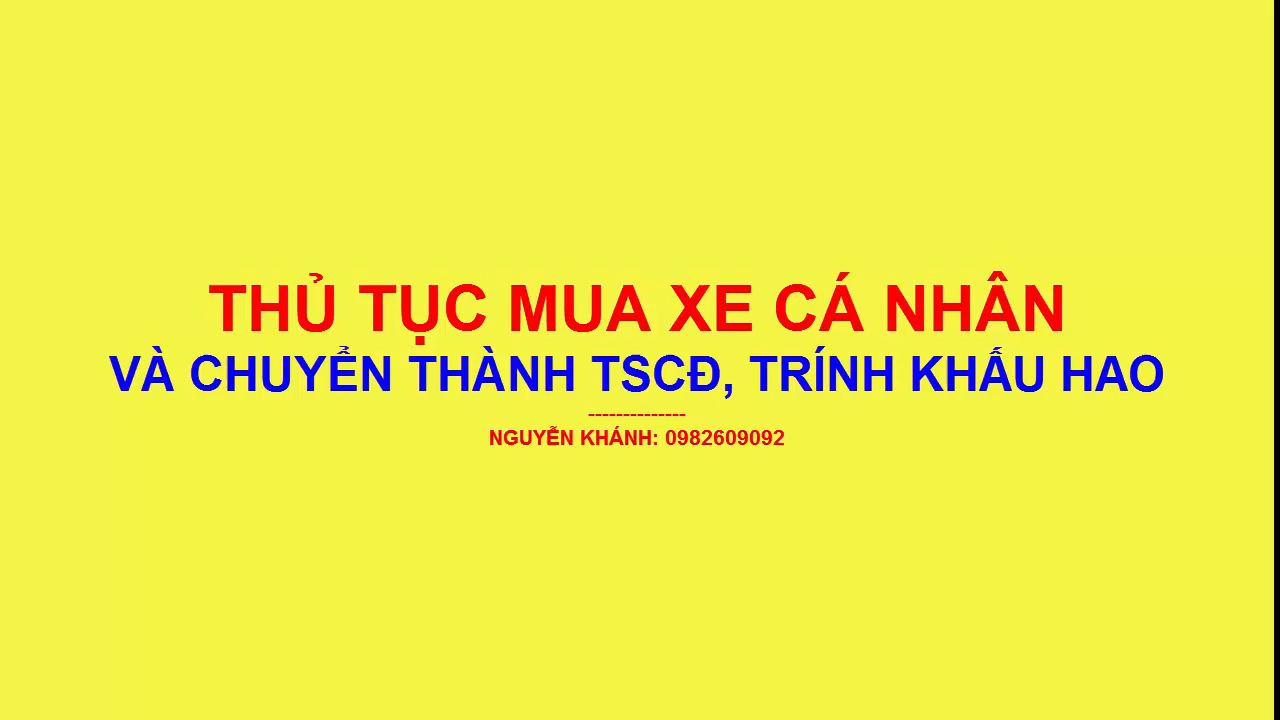 THỦ TỤC MUA XE CÁ NHÂN
VÀ CHUYỂN THÀNH TSCĐ, TRÍNH KHẤU HAO
--------------
NGUYỄN KHÁNH: 0982609092